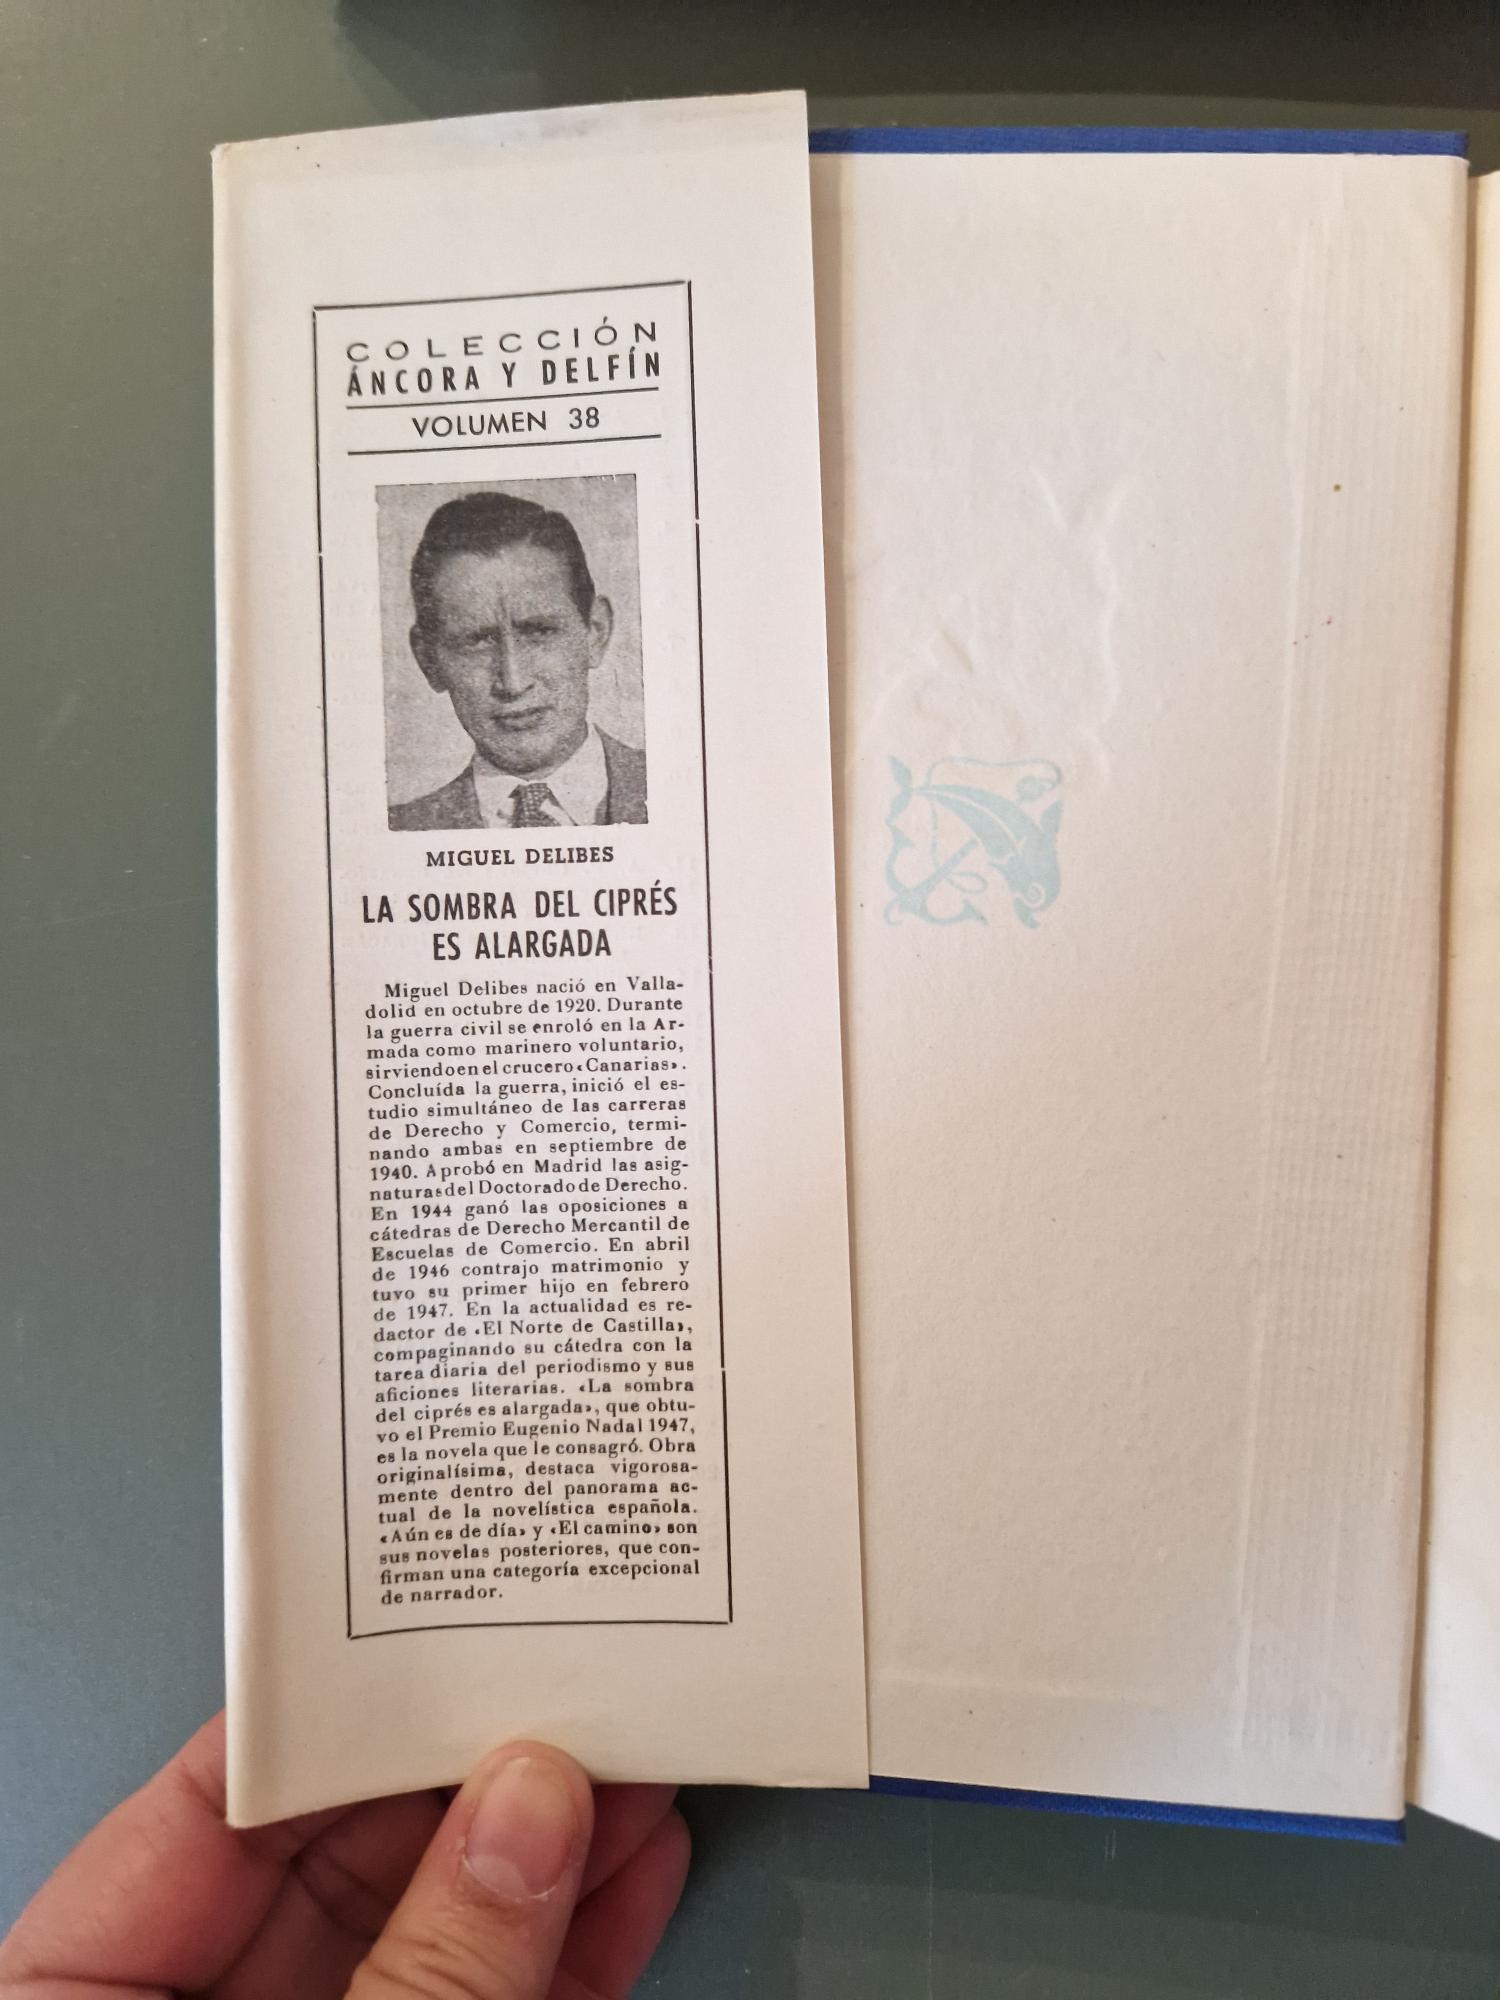 COLECCIÓN
ÁNCORA Y DELFÍN
VOLUMEN 38
MIGUEL DELIBES
LA SOMBRA DEL CIPRÉS
ES ALARGADA
Miguel Delibes nació en Valla-
dolid en octubre de 1920. Durante
la guerra civil se enroló en la Ar-
mada como marinero voluntario,
sirviendo en el crucero «Canarias».
Concluída la guerra, inició el es-
tudio simultáneo de las carreras
de Derecho y Comercio, termi-
nando ambas en septiembre de
1940. Aprobó en Madrid las asig-
naturas del Doctorado de Derecho.
En 1944 ganó las oposiciones a
cátedras de Derecho Mercantil de
Escuelas de Comercio. En abril
de 1946 contrajo matrimonio y
tuvo su primer hijo en febrero
de 1947. En la actualidad es re-
dactor de «El Norte de Castilla»,
compaginando su cátedra con la
tarea diaria del periodismo y sus
aficiones literarias. «La sombra
del ciprés es alargada», que obtu-
vo el Premio Eugenio Nadal 1947,
es la novela que le consagró. Obra
originalísima, destaca vigorosa-
mente dentro del panorama ac-
tual de la novelística española.
«Aún es de día» y «El camino» son
sus novelas posteriores, que con-
firman una categoría excepcional
de narrador.